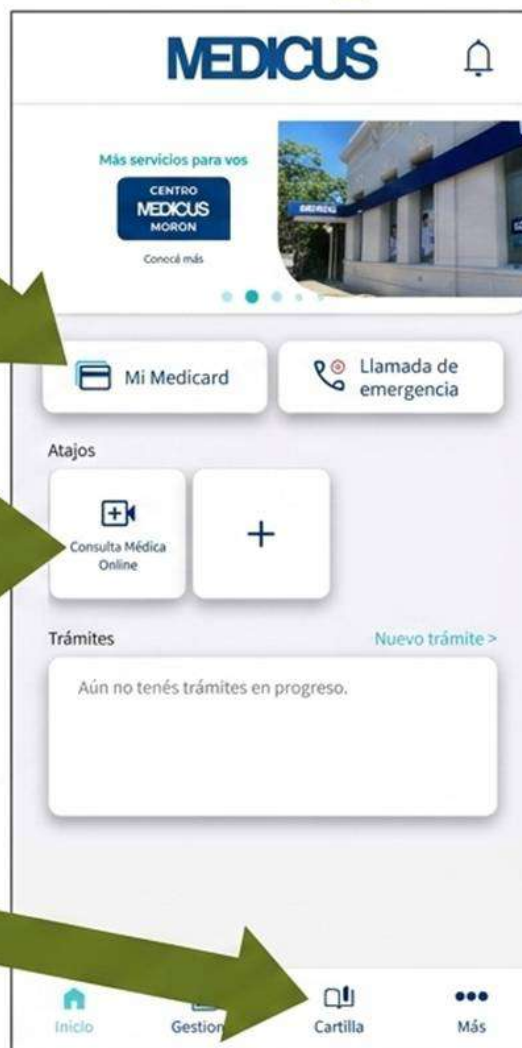 MEDICUS
Más servicios para vos
CENTRO
MEDICUS
MORON
Conocé más
Mi Medicard
Llamada de
emergencia
Atajos
Consulta Médica
Online
Trámites
Nuevo trámite >
Aún no tenés trámites en progreso.
Inicio
Gestion
Cartilla
Más